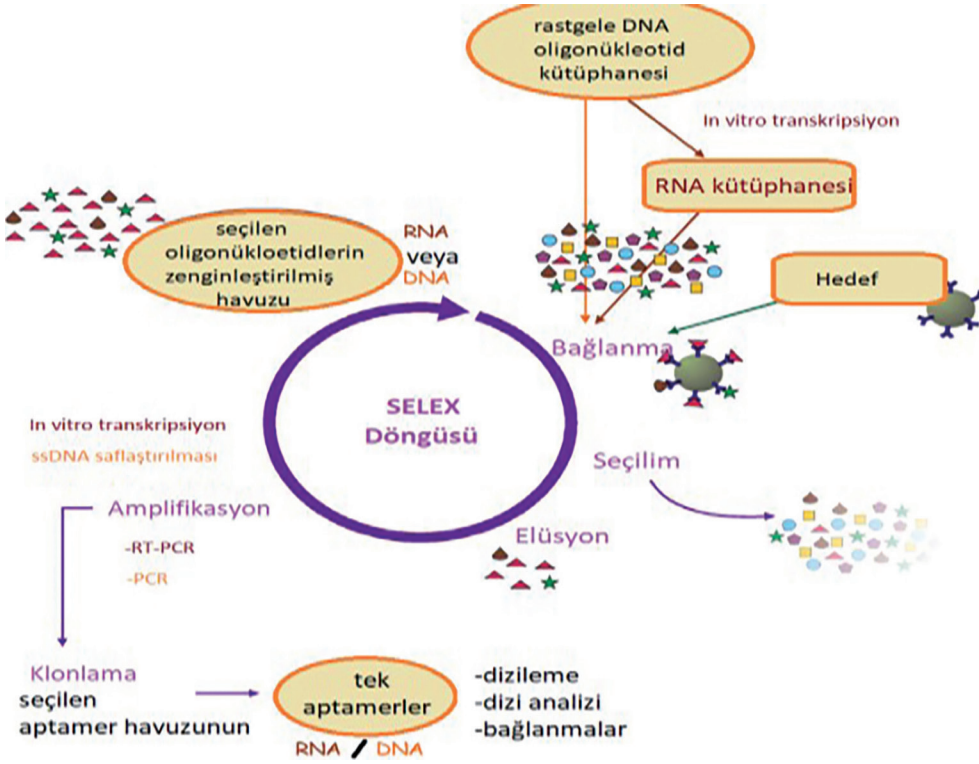 rastgele DNA
oligonükleotid
kütüphanesi
In vitro transkripsiyon
RNA kütüphanesi
Hedef
Bağlanma
seçilen
oligonükloetidlerin
zenginleştirilmiş
havuzu
RNA
veya
DNA
SELEX
Döngüsü
Seçilim
Elüsyon
In vitro transkripsiyon
ssDNA saflaştırılması
Amplifikasyon
-RT-PCR
-PCR
Klonlama
seçilen
aptamer havuzunun
tek
aptamerler
RNA / DNA
-dizileme
-dizi analizi
-bağlanmalar